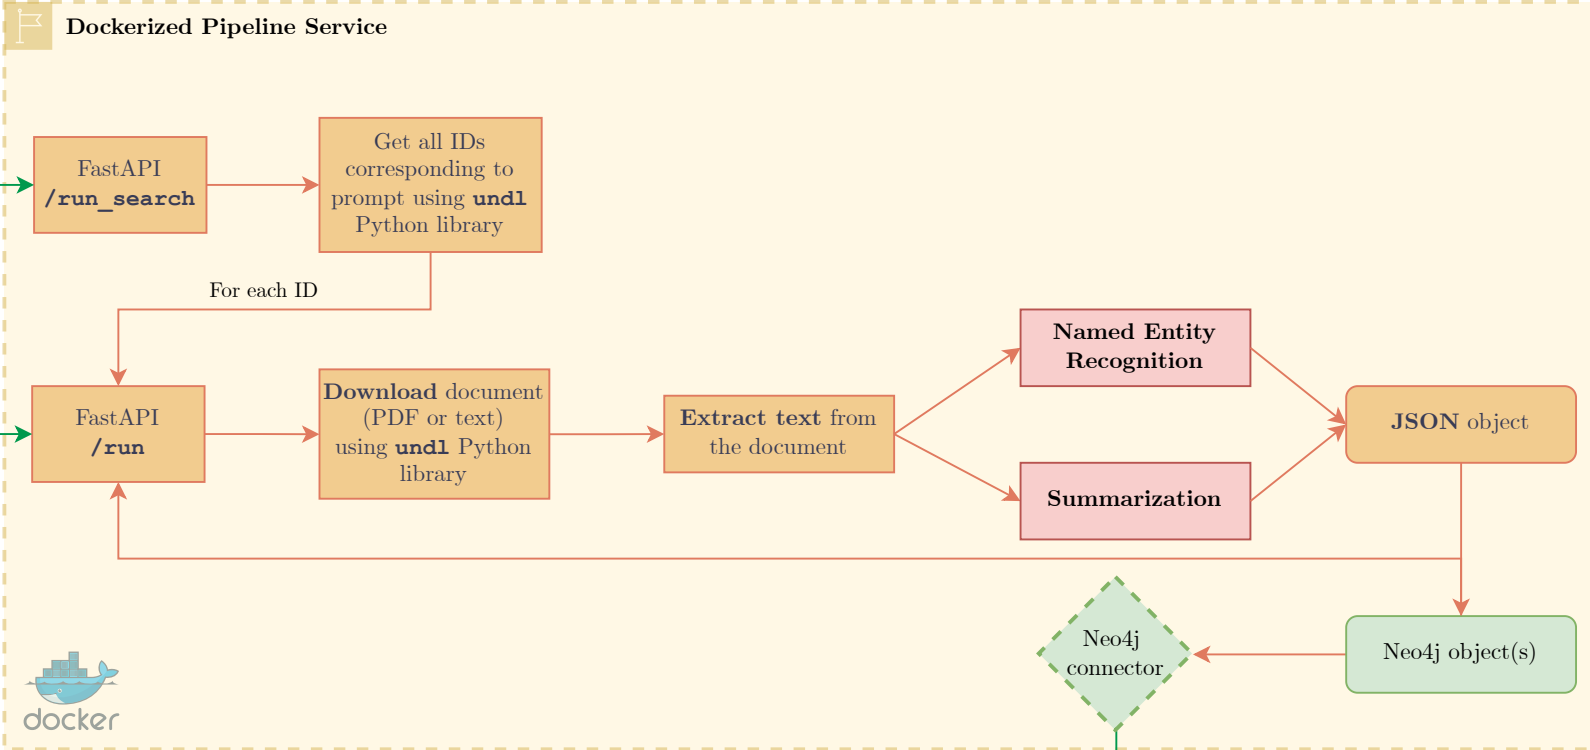 Dockerized Pipeline Service
FastAPI
/run_search
Get all IDs
corresponding to
prompt using undl
Python library
For each ID
FastAPI
/run
Download document
(PDF or text)
using undl Python
library
Extract text from
the document
Named Entity
Recognition
Summarization
JSON object
Neo4j
connector
Neo4j object(s)
docker